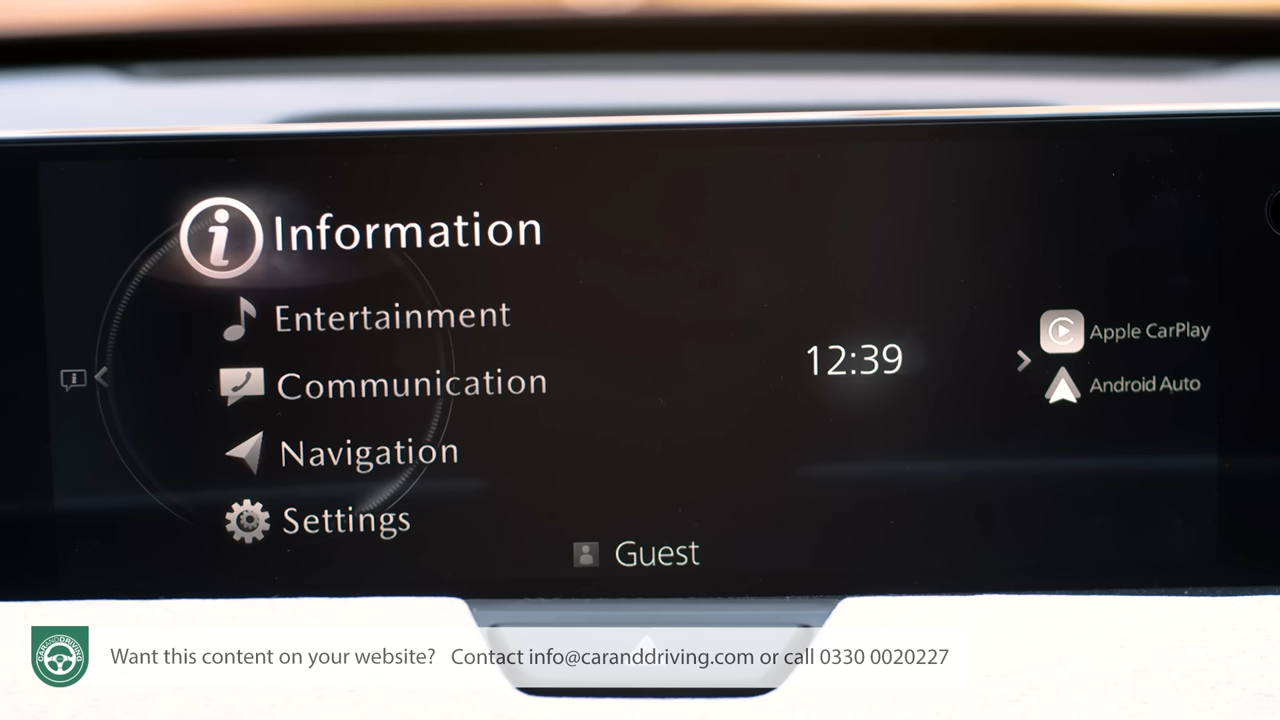 Information
Entertainment
Communication
Navigation
Settings
12:39
Apple CarPlay
Android Auto
Guest
CARANDDRIVING
Want this content on your website? Contact info@caranddriving.com or call 0330 0020227